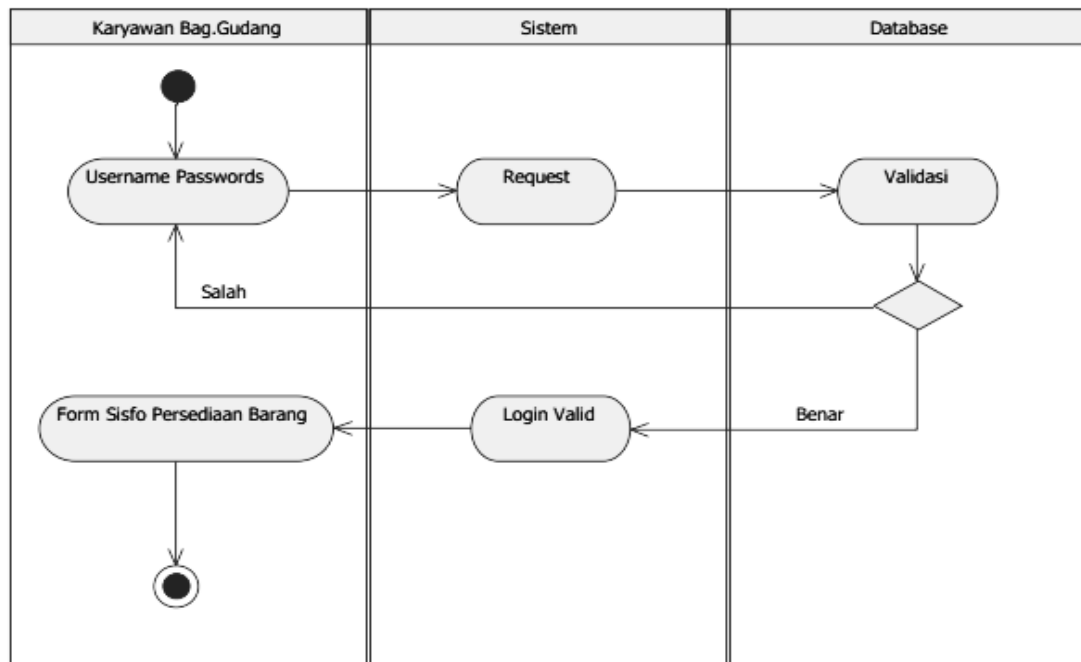 Karyawan Bag.Gudang
Sistem
Database
Username Passwords
Request
Validasi
Salah
Form Sisfo Persediaan Barang
Login Valid
Benar